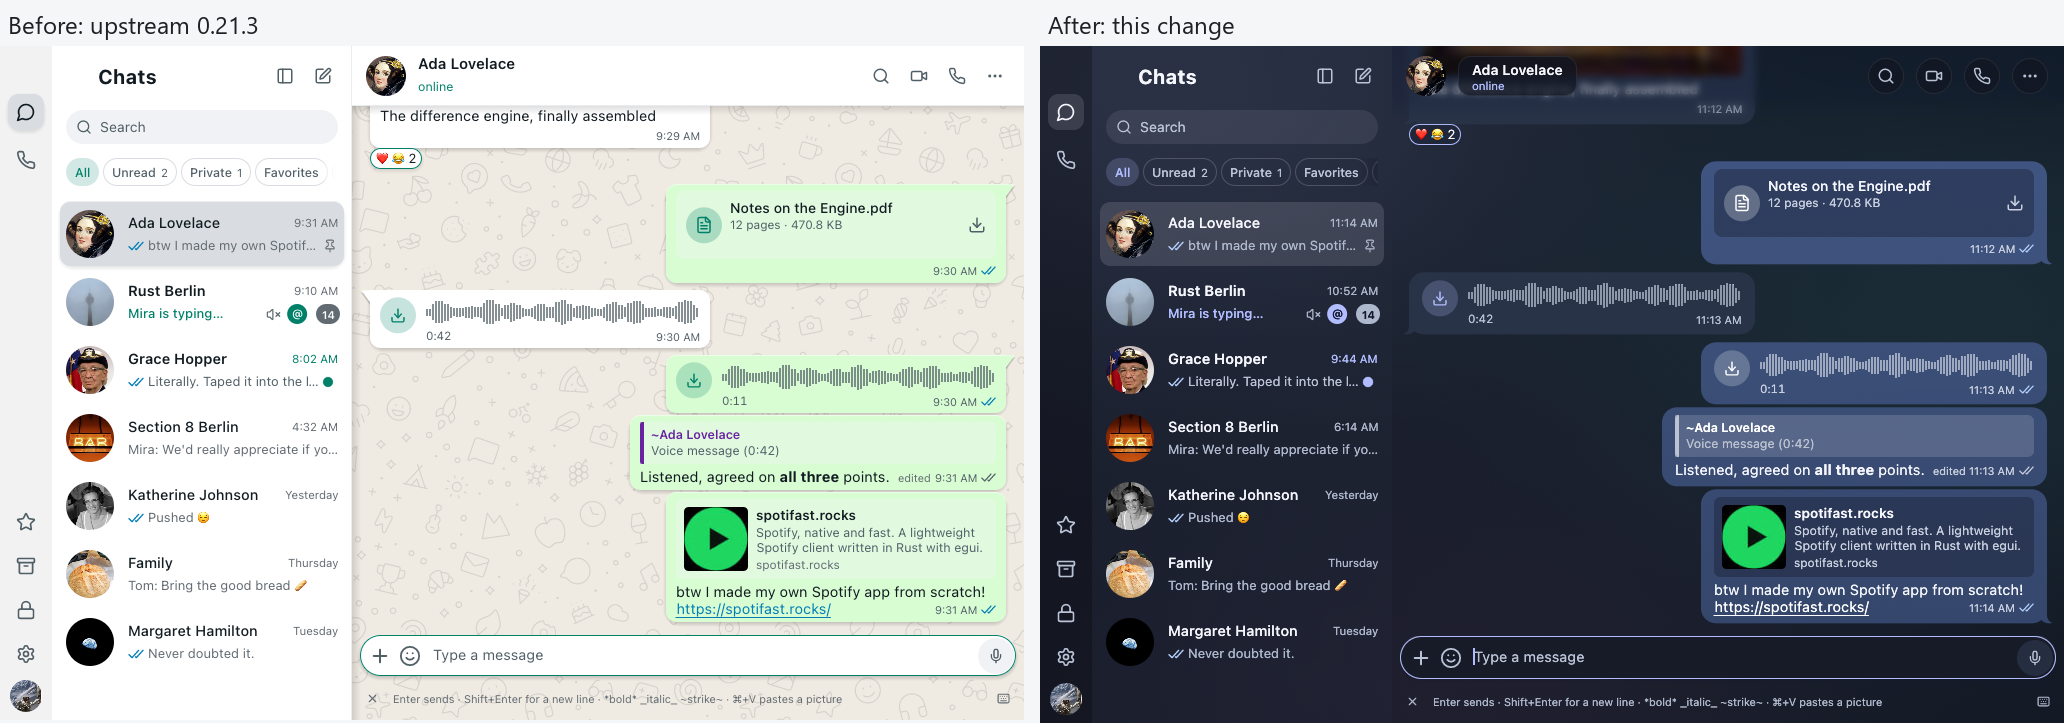 Before: upstream 0.21.3
Chats
Search
All
Unread 2
Private 1
Favorites
Ada Lovelace
9:31 AM
btw I made my own Spotif...
Rust Berlin
9:10 AM
Mira is typing...
@
14
Grace Hopper
8:02 AM
Literally. Taped it into the l...
Section 8 Berlin
4:32 AM
Mira: We'd really appreciate if yo...
BAR
Katherine Johnson
Yesterday
Pushed 😌
Family
Thursday
Tom: Bring the good bread 🥖
Margaret Hamilton
Tuesday
Never doubted it.
Ada Lovelace
online
The difference engine, finally assembled
9:29 AM
❤️ 😂 2
Notes on the Engine.pdf
12 pages · 470.8 KB
9:30 AM
0:42
9:30 AM
0:11
9:30 AM
~Ada Lovelace
Voice message (0:42)
Listened, agreed on all three points. edited 9:31 AM
spotifast.rocks
Spotify, native and fast. A lightweight
Spotify client written in Rust with egui.
spotifast.rocks
btw I made my own Spotify app from scratch!
https://spotifast.rocks/
9:31 AM
Type a message
Enter sends · Shift+Enter for a new line · *bold* _italic_ ~strike~ · ⌘+V pastes a picture
After: this change
Chats
Search
All
Unread 2
Private 1
Favorites
Ada Lovelace
11:14 AM
btw I made my own Spotif...
Rust Berlin
10:52 AM
Mira is typing...
@
14
Grace Hopper
9:44 AM
Literally. Taped it into the l...
Section 8 Berlin
6:14 AM
Mira: We'd really appreciate if yo...
BAR
Katherine Johnson
Yesterday
Pushed 😌
Family
Thursday
Tom: Bring the good bread 🥖
Margaret Hamilton
Tuesday
Never doubted it.
Ada Lovelace
online
finally assembled
11:12 AM
❤️ 😂 2
Notes on the Engine.pdf
12 pages · 470.8 KB
11:12 AM
0:42
11:13 AM
0:11
11:13 AM
~Ada Lovelace
Voice message (0:42)
Listened, agreed on all three points. edited 11:13 AM
spotifast.rocks
Spotify, native and fast. A lightweight
Spotify client written in Rust with egui.
spotifast.rocks
btw I made my own Spotify app from scratch!
https://spotifast.rocks/
11:14 AM
Type a message
Enter sends · Shift+Enter for a new line · *bold* _italic_ ~strike~ · ⌘+V pastes a picture